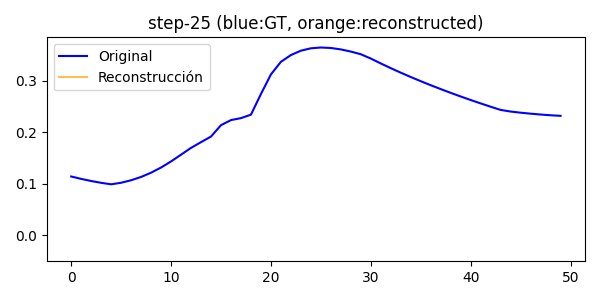 step-25 (blue:GT, orange:reconstructed)
Original
Reconstrucción
0.3
0.2
0.1
0.0
0 10 20 30 40 50